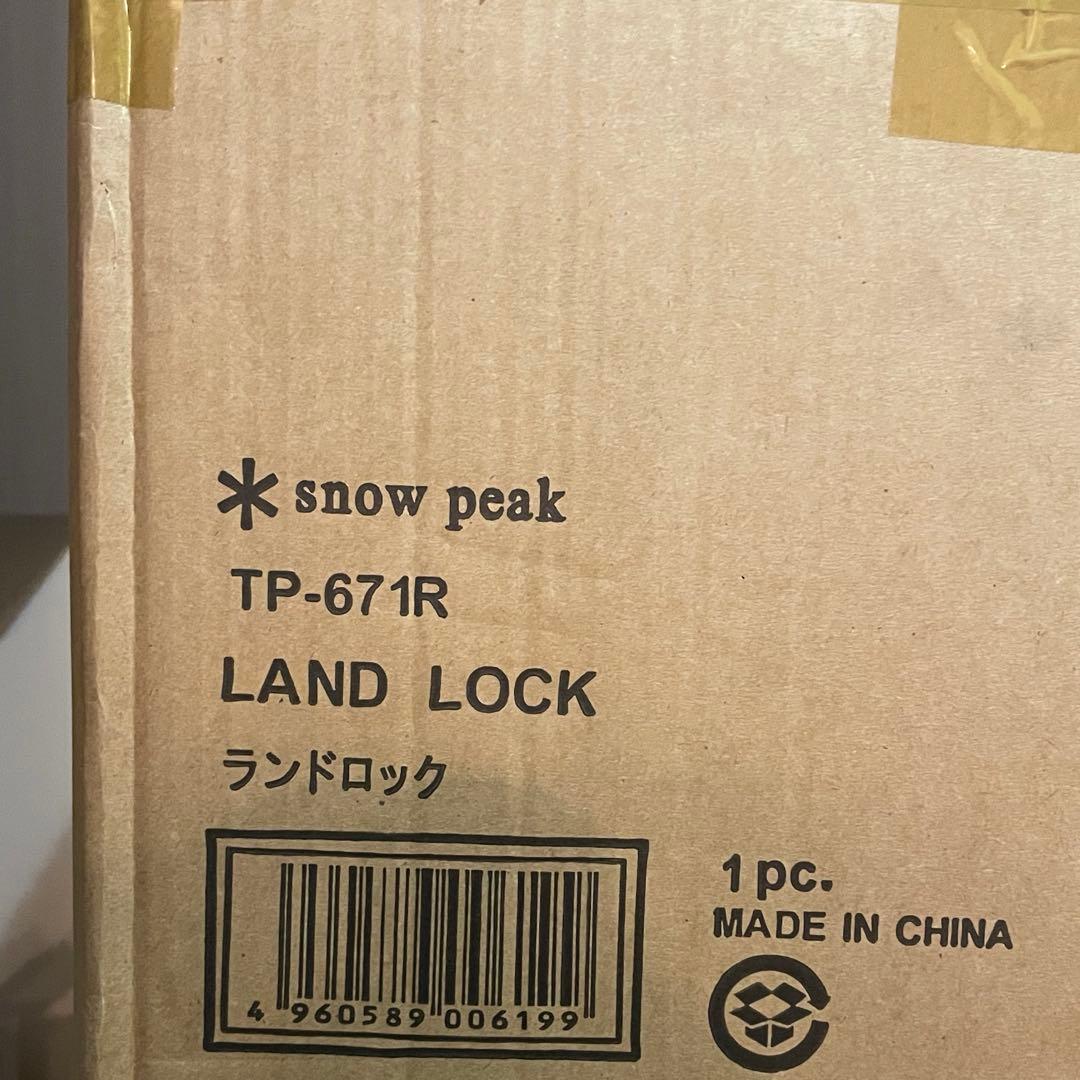 snow peak
TP-671R
LAND LOCK
ランドロック
4 960589 006199
1 pc.
MADE IN CHINA